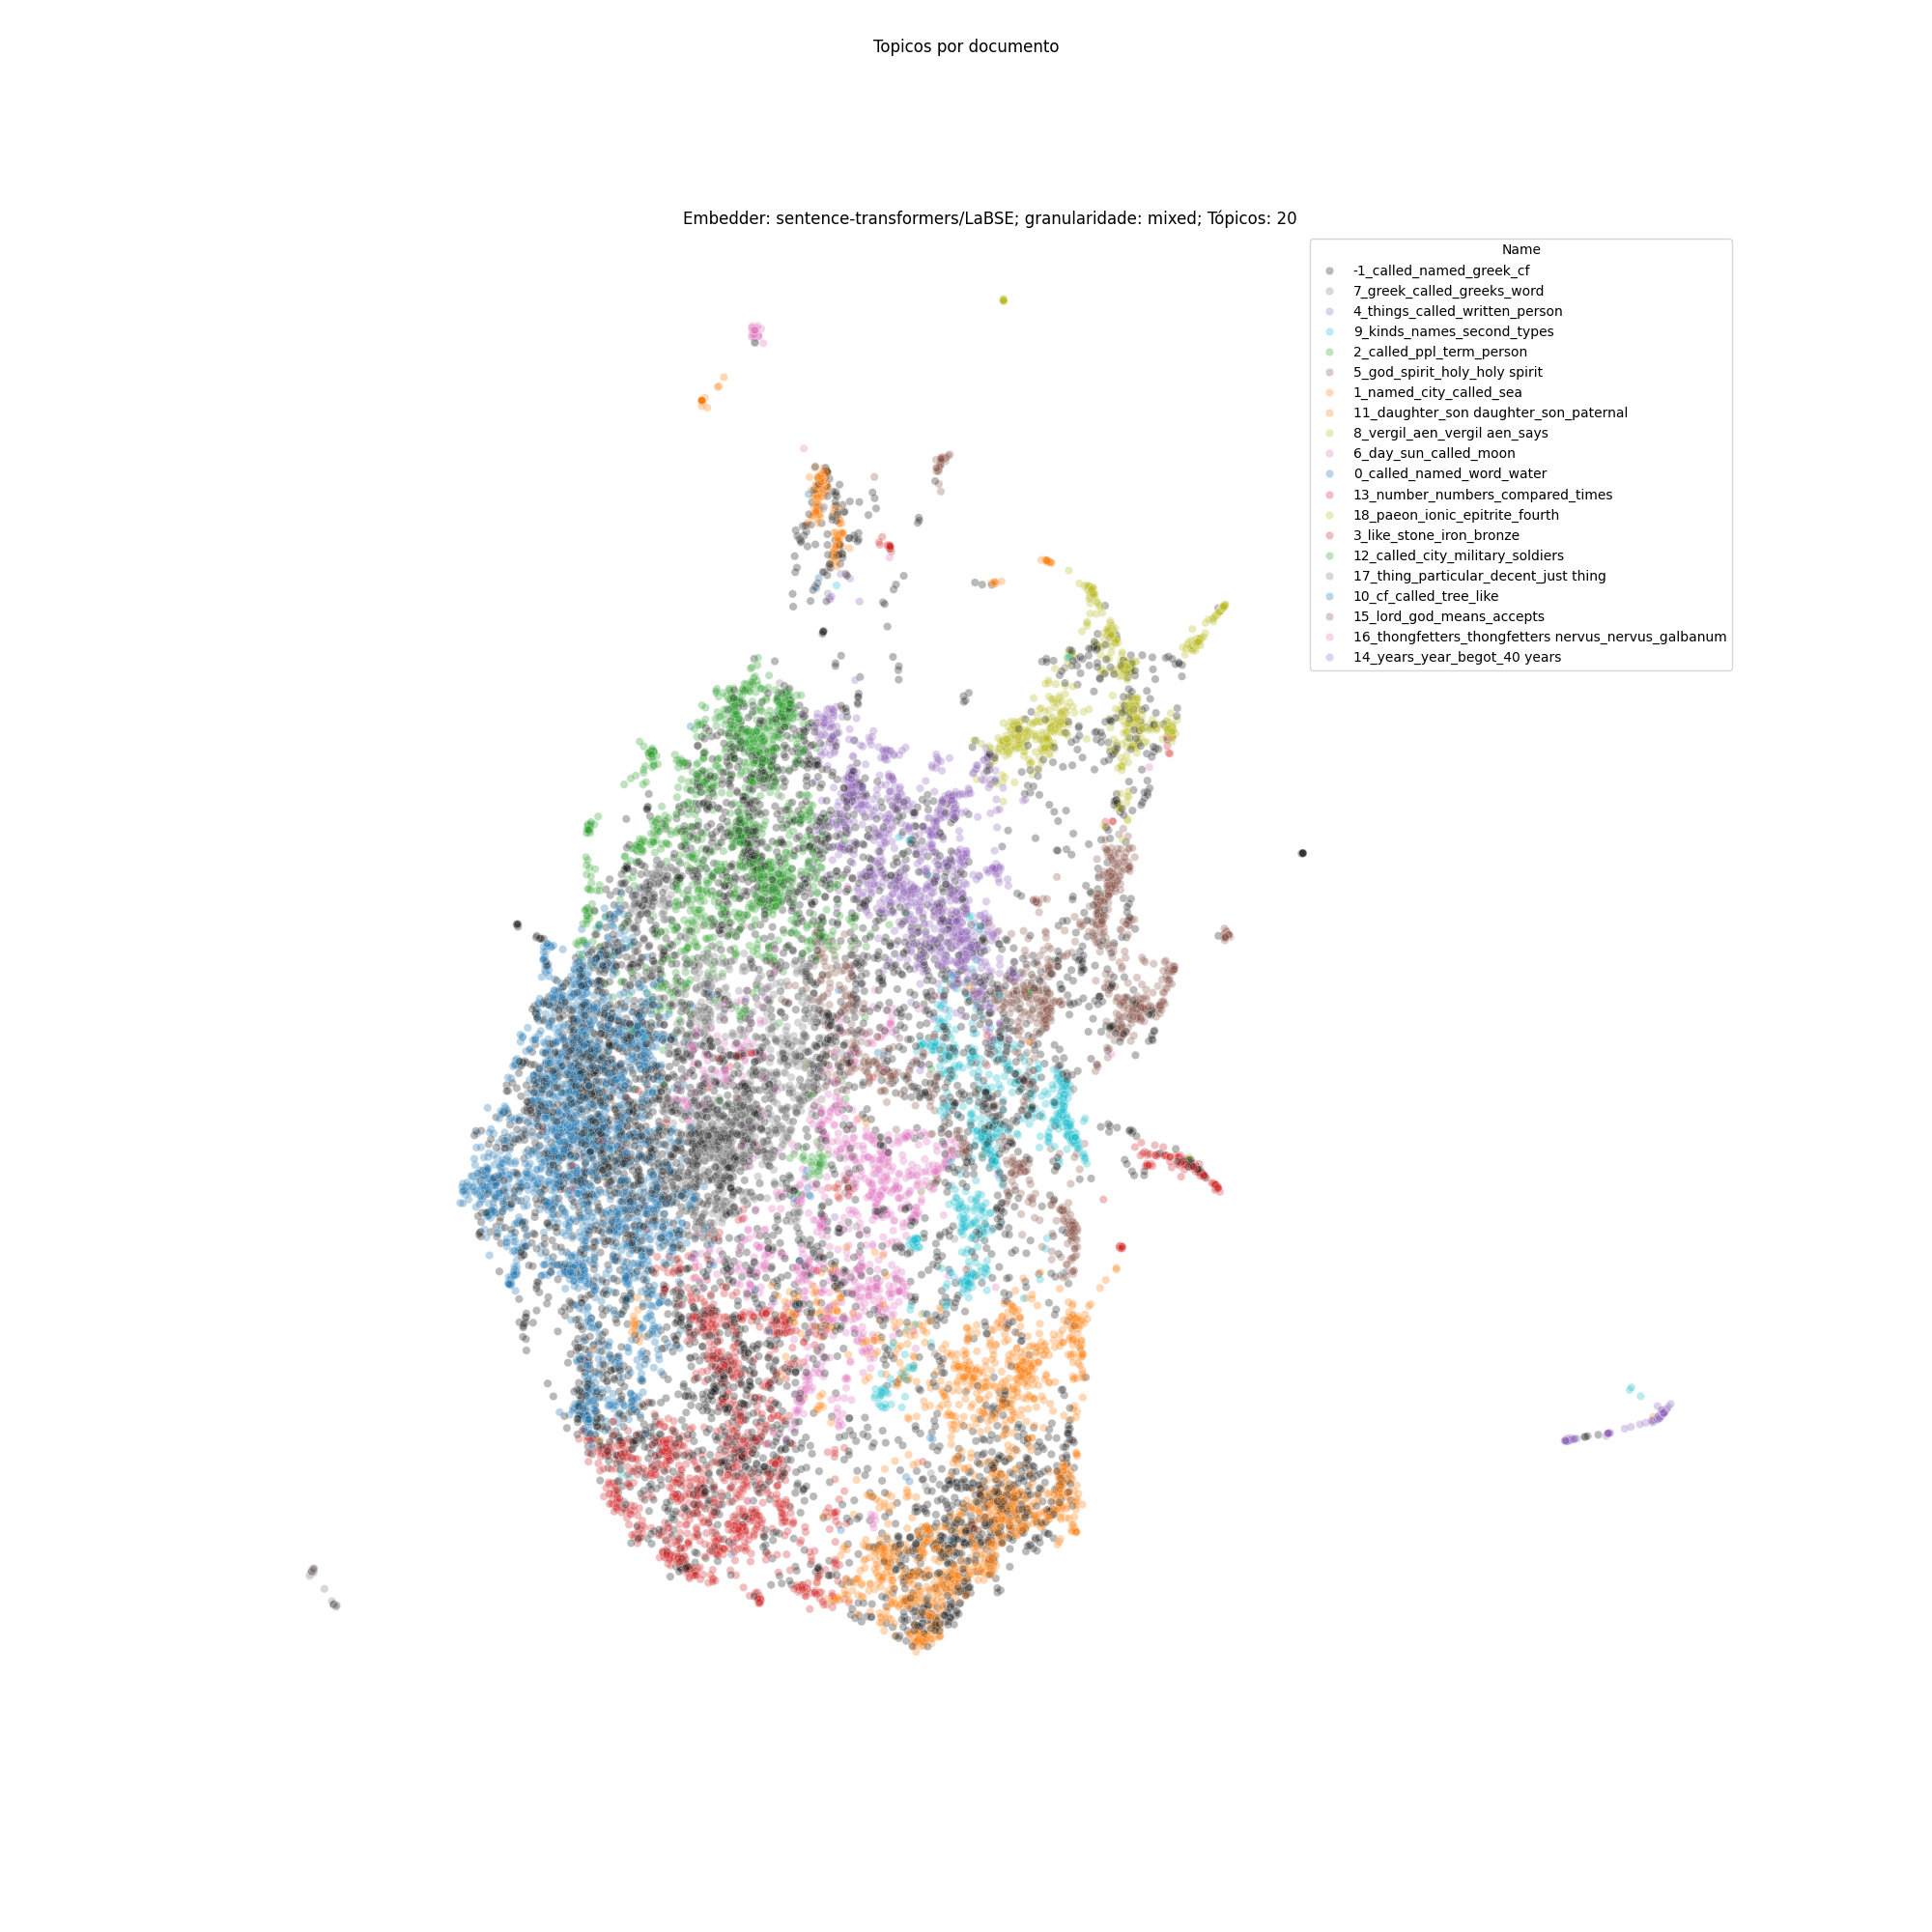 Topicos por documento
Embedder: sentence-transformers/LaBSE; granularidade: mixed; Tópicos: 20
Name
-1_called_named_greek_cf
7_greek_called_greeks_word
4_things_called_written_person
9_kinds_names_second_types
2_called_ppl_term_person
5_god_spirit_holy_holy spirit
1_named_city_called_sea
11_daughter_son daughter_son_paternal
8_vergil_aen_vergil aen_says
6_day_sun_called_moon
0_called_named_word_water
13_number_numbers_compared_times
18_paeon_ionic_epitrite_fourth
3_like_stone_iron_bronze
12_called_city_military_soldiers
17_thing_particular_decent_just thing
10_cf_called_tree_like
15_lord_god_means_accepts
16_thongfetters_thongfetters nervus_nervus_galbanum
14_years_year_begot_40 years